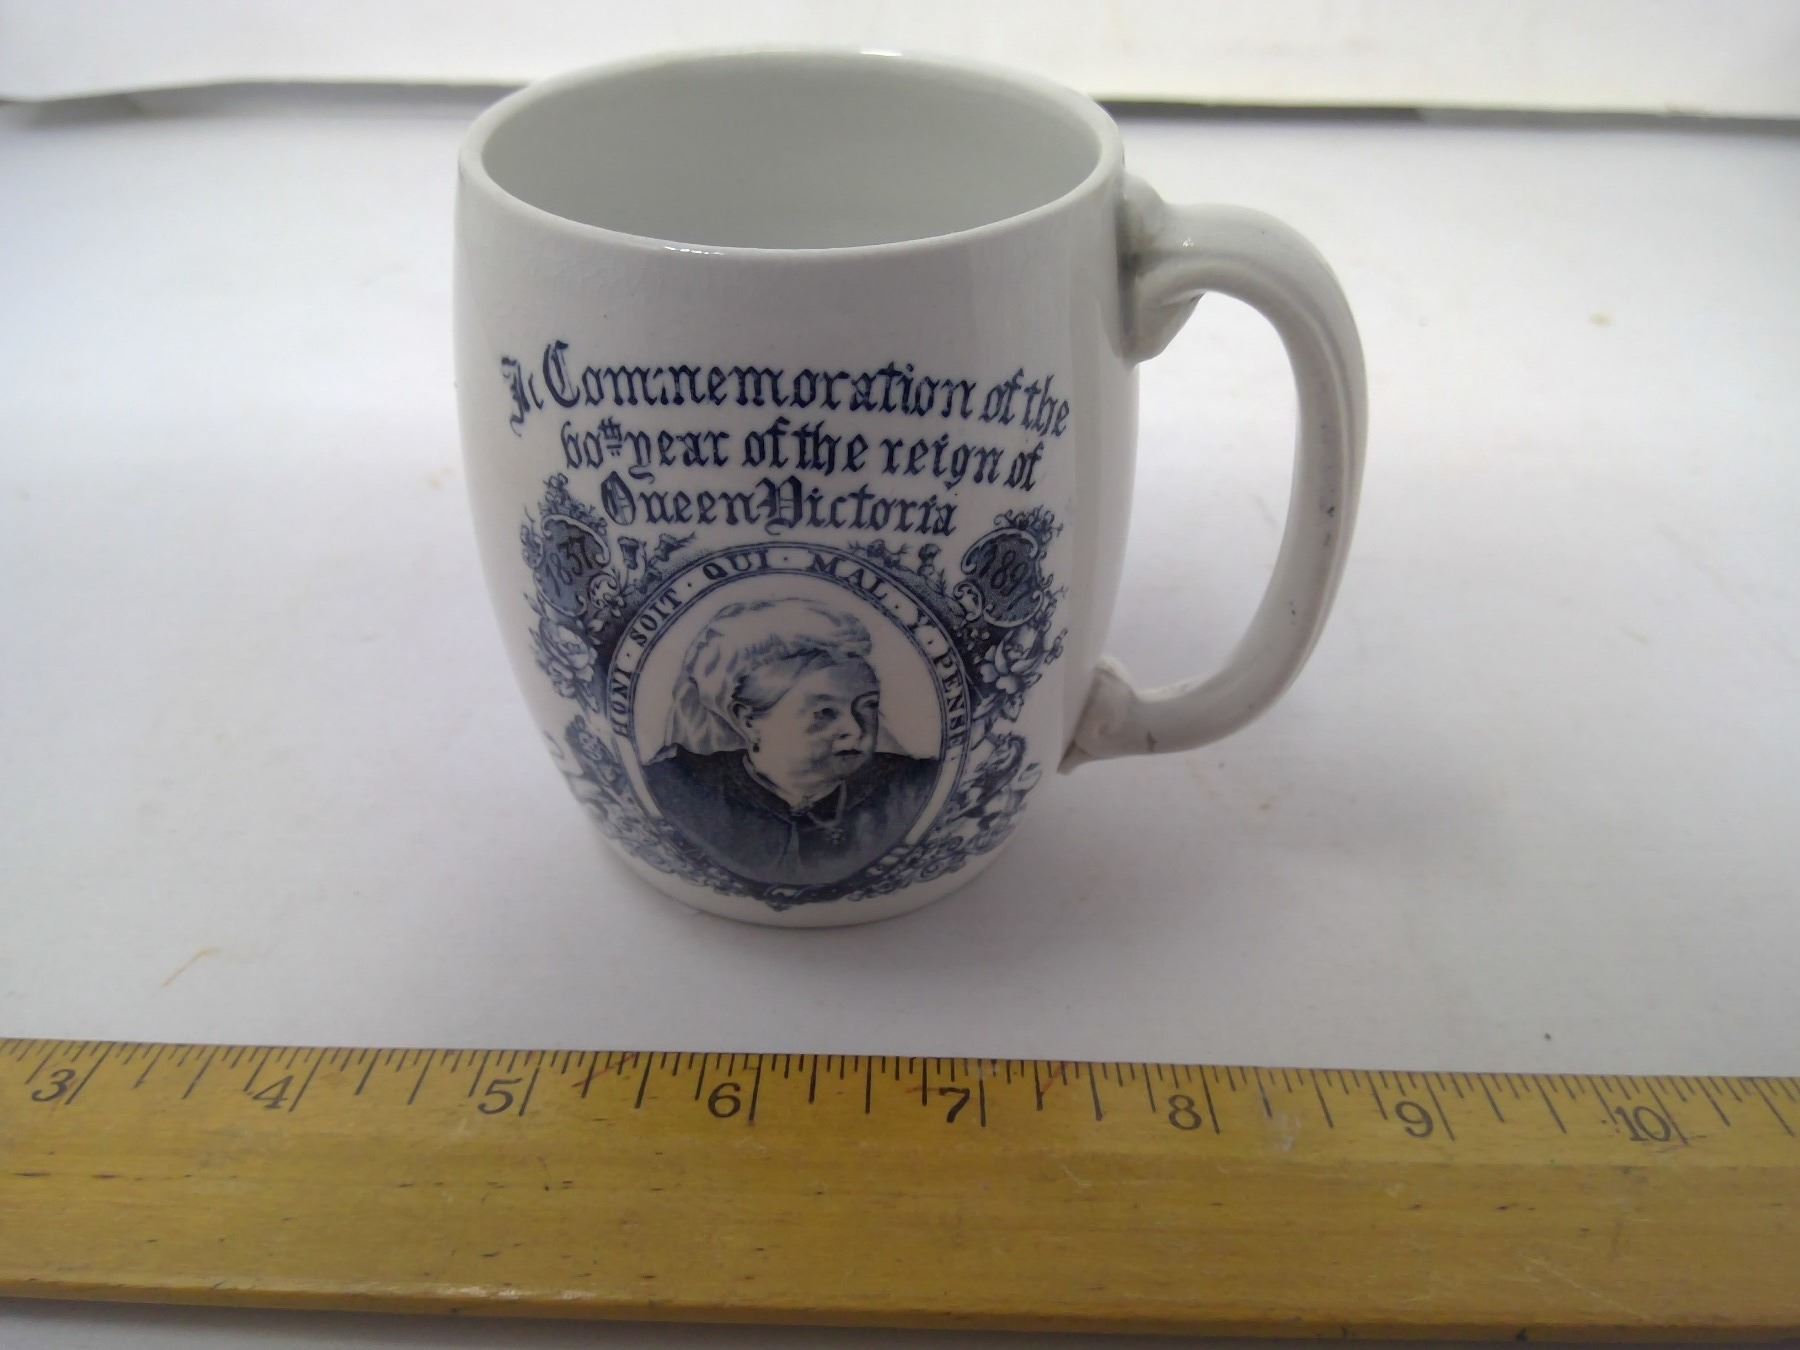 In Commemoration of the
60th year of the reign of
Queen Victoria
1837
1897
HONI · SOIT · QUI · MAL · Y · PENSE
3 4 5 6 7 8 9 10